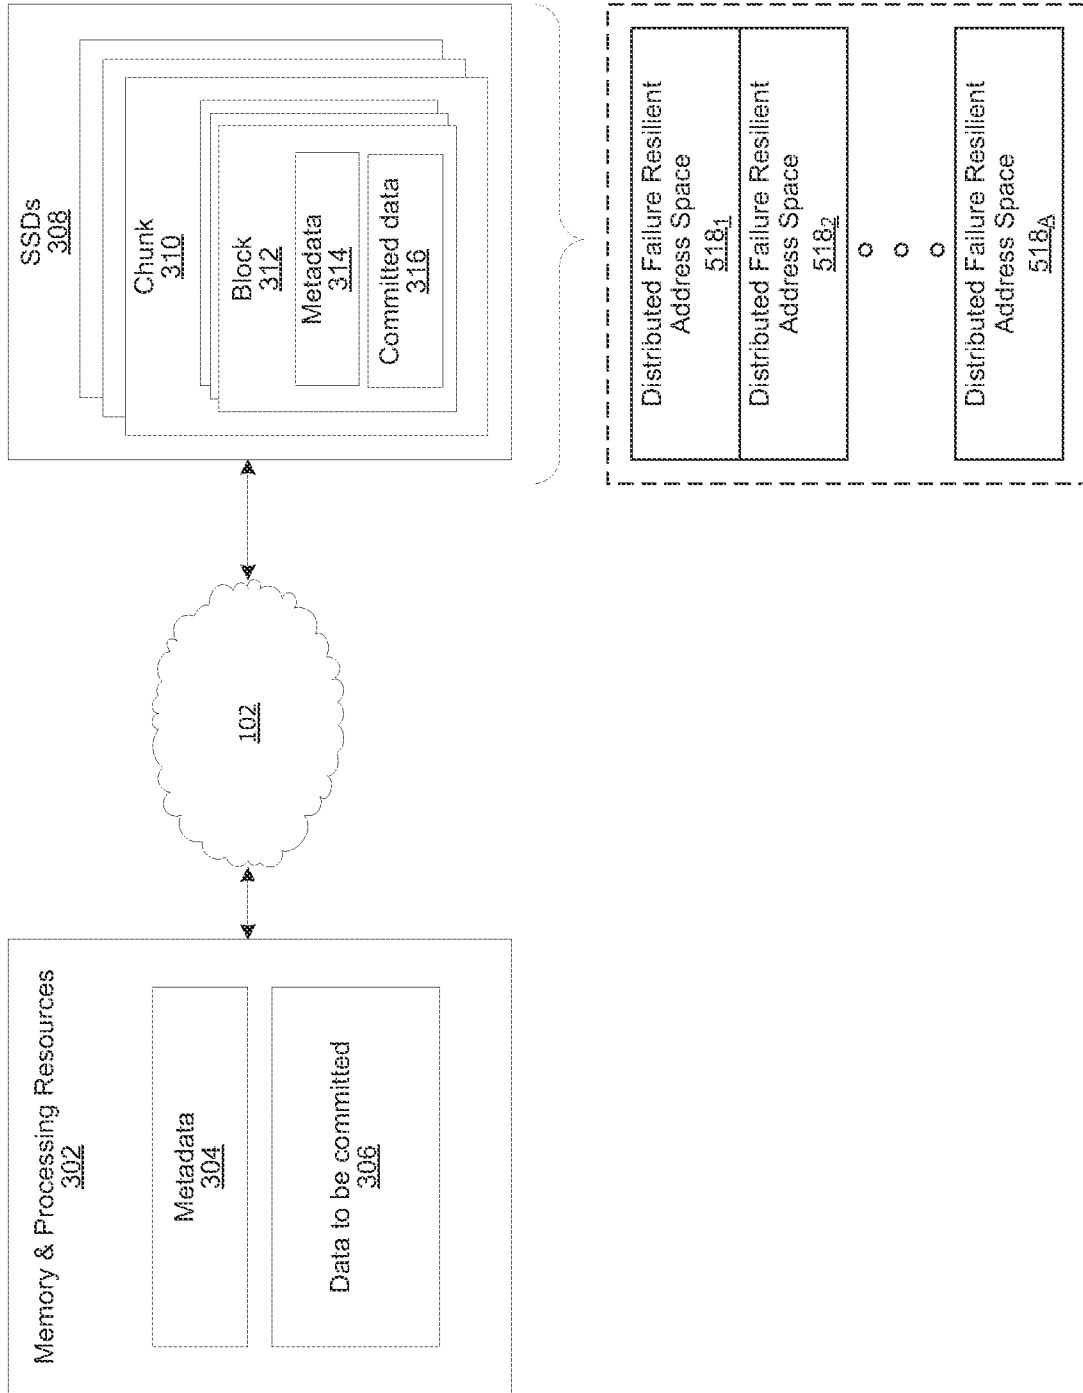 Memory & Processing Resources
302
Metadata
304
Data to be committed
306
102
SSDs
308
Chunk
310
Block
312
Metadata
314
Committed data
316
Distributed Failure Resilient
Address Space
518₁
Distributed Failure Resilient
Address Space
518₂
Distributed Failure Resilient
Address Space
518A